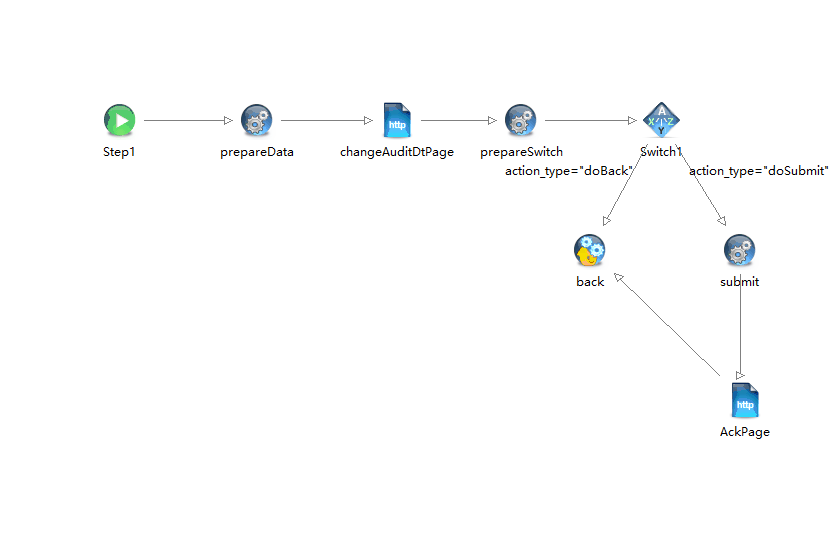 http
A
X Z
Y
Step1
prepareData
changeAuditDtPage
prepareSwitch
Switch1
action_type="doBack"
action_type="doSubmit"
back
submit
http
AckPage